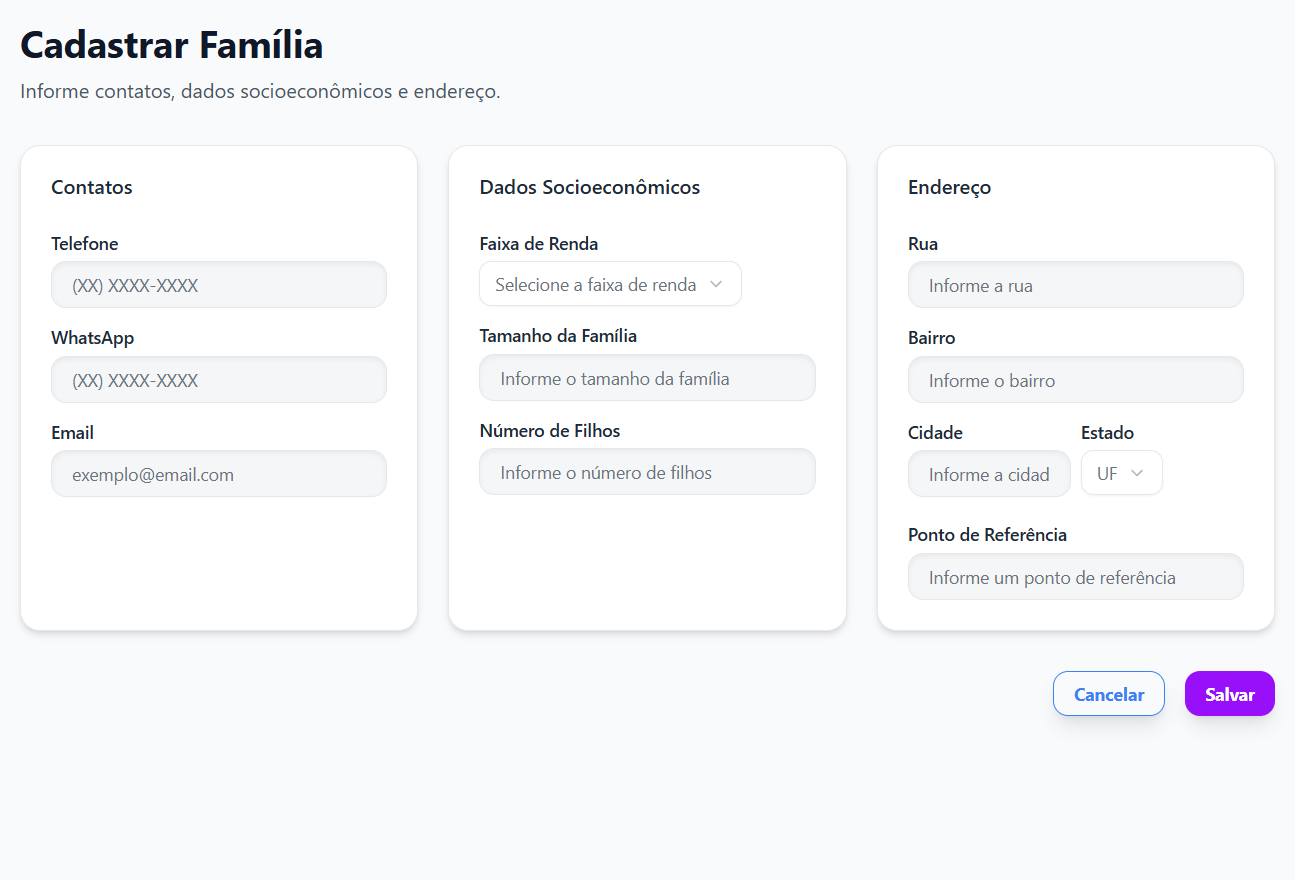 Cadastrar Família
Informe contatos, dados socioeconômicos e endereço.
Contatos
Telefone
(XX) XXXX-XXXX
WhatsApp
(XX) XXXX-XXXX
Email
exemplo@email.com
Dados Socioeconômicos
Faixa de Renda
Selecione a faixa de renda
Tamanho da Família
Informe o tamanho da família
Número de Filhos
Informe o número de filhos
Endereço
Rua
Informe a rua
Bairro
Informe o bairro
Cidade Estado
Informe a cidad UF
Ponto de Referência
Informe um ponto de referência
Cancelar Salvar